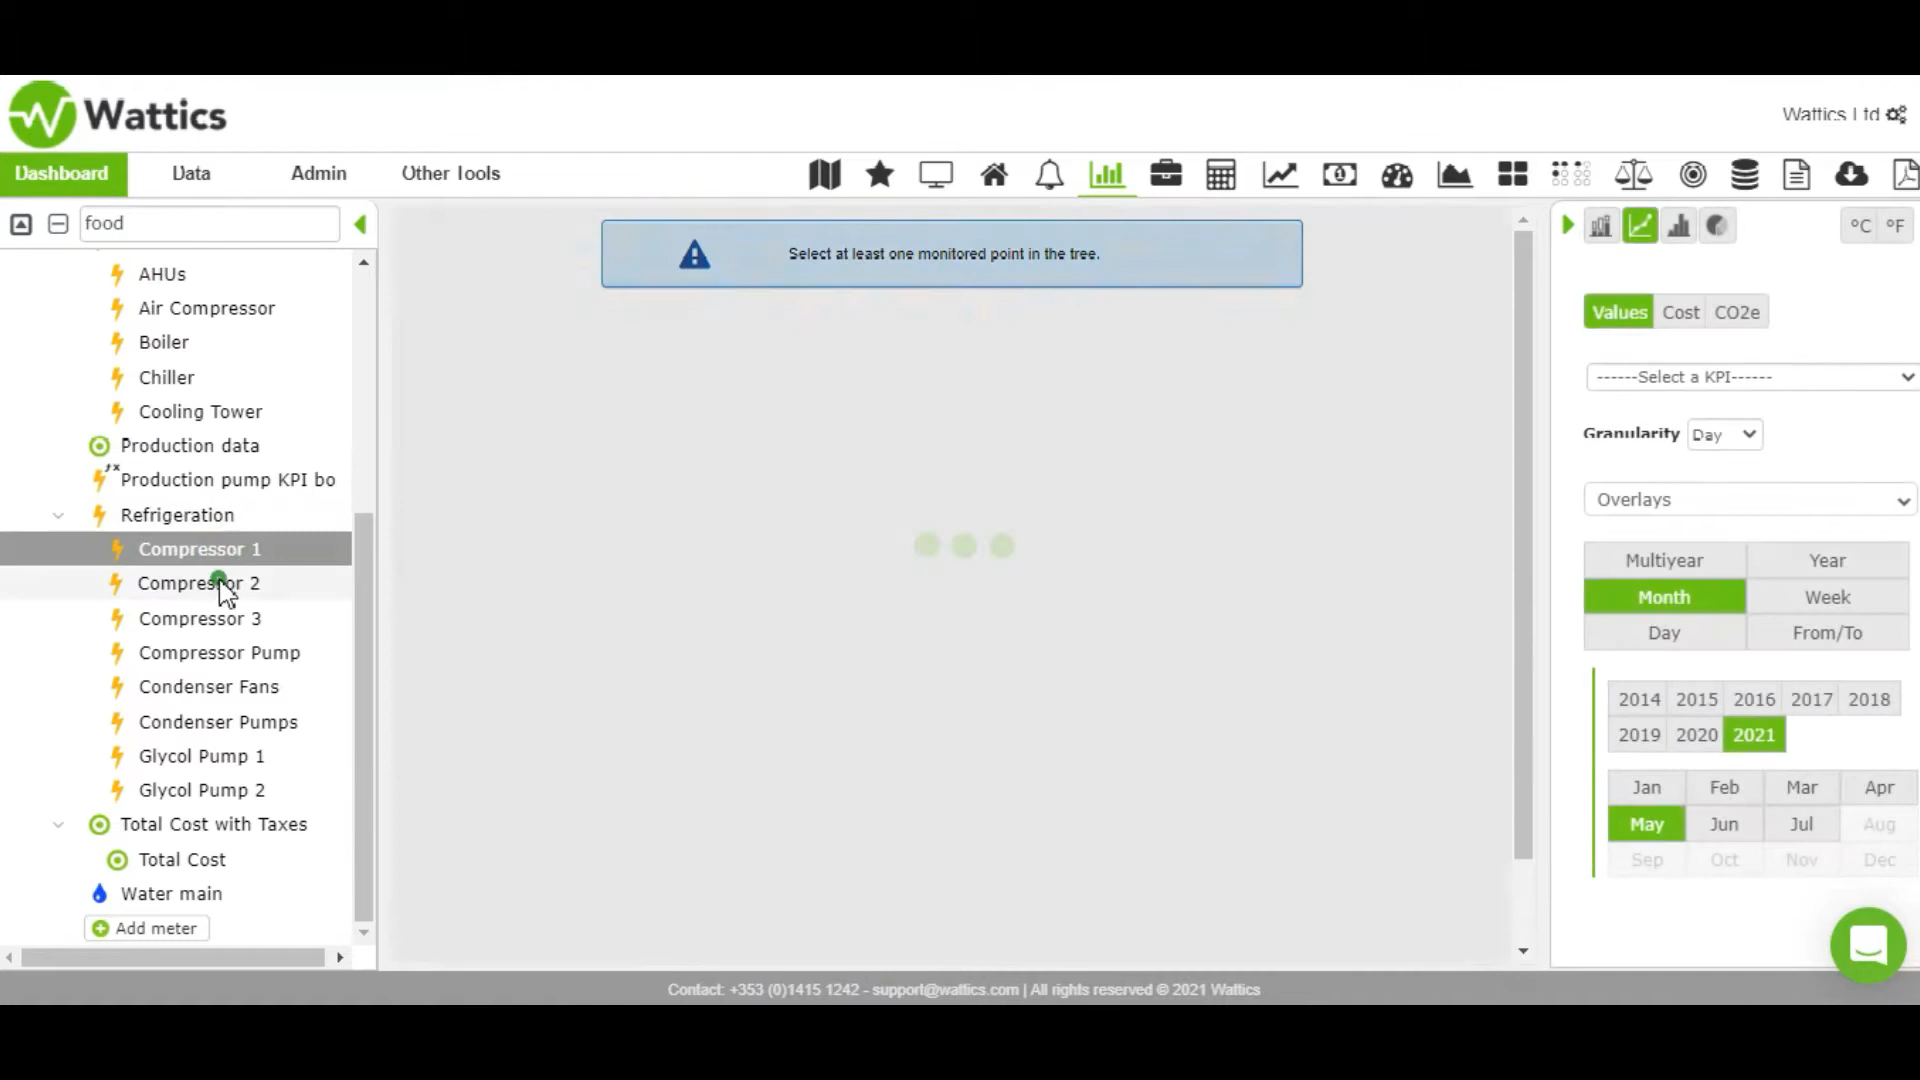 Wattics
Wattics Ltd
Dashboard Data Admin Other Tools
food
Select at least one monitored point in the tree.
°C °F
AHUs
Air Compressor
Boiler
Chiller
Cooling Tower
Production data
Production pump KPI bo
Refrigeration
Compressor 1
Compressor 2
Compressor 3
Compressor Pump
Condenser Fans
Condenser Pumps
Glycol Pump 1
Glycol Pump 2
Total Cost with Taxes
Total Cost
Water main
Add meter
Values Cost CO2e
------Select a KPI------
Granularity Day
Overlays
Multiyear Year
Month Week
Day From/To
2014 2015 2016 2017 2018
2019 2020 2021
Jan Feb Mar Apr
May Jun Jul Aug
Sep Oct Nov Dec
Contact: +353 (0)1415 1242 - support@wattics.com | All rights reserved © 2021 Wattics